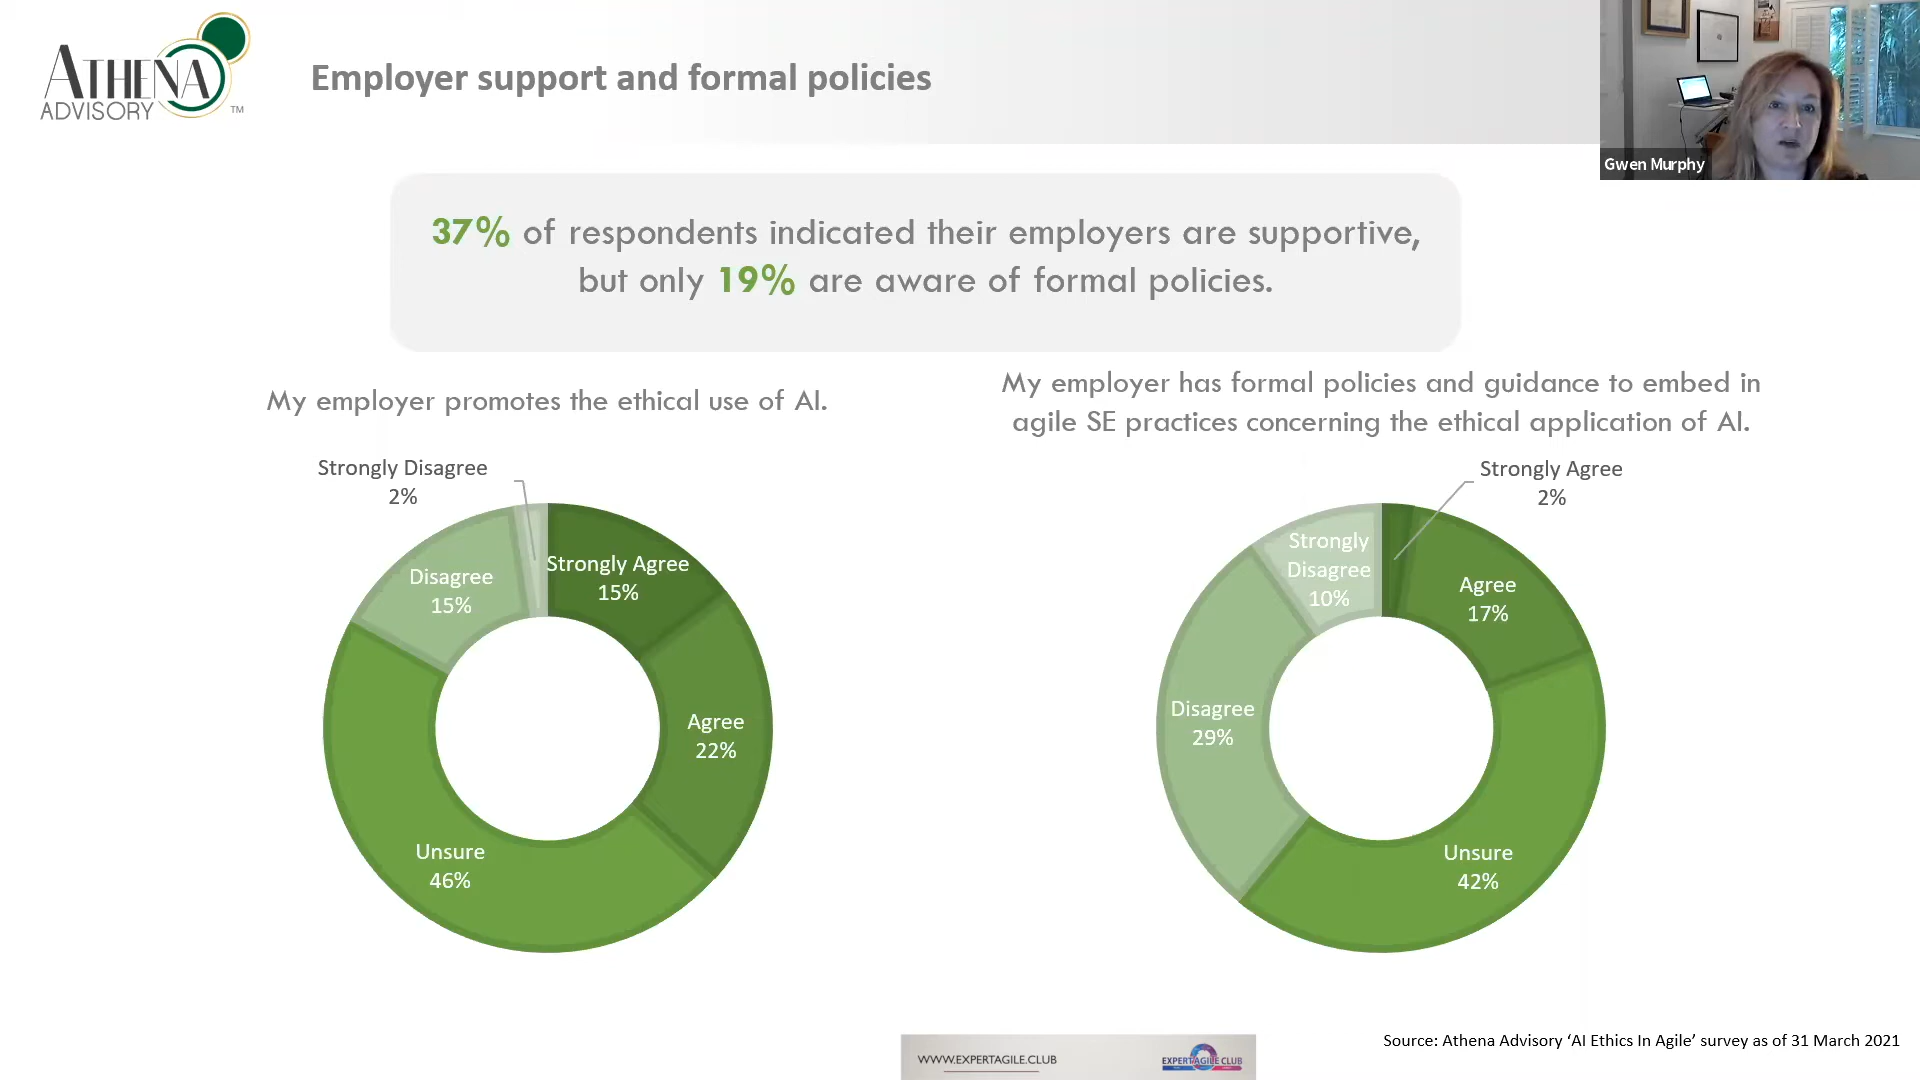 ATHENA
ADVISORY
TM
Employer support and formal policies
Gwen Murphy
37% of respondents indicated their employers are supportive,
but only 19% are aware of formal policies.
My employer promotes the ethical use of AI.
Strongly Disagree
2%
Strongly Agree
15%
Disagree
15%
Agree
22%
Unsure
46%
My employer has formal policies and guidance to embed in
agile SE practices concerning the ethical application of AI.
Strongly Agree
2%
Strongly
Disagree
10%
Agree
17%
Disagree
29%
Unsure
42%
WWW.EXPERTAGILE.CLUB
EXPERT AGILE CLUB
Source: Athena Advisory ‘AI Ethics In Agile’ survey as of 31 March 2021